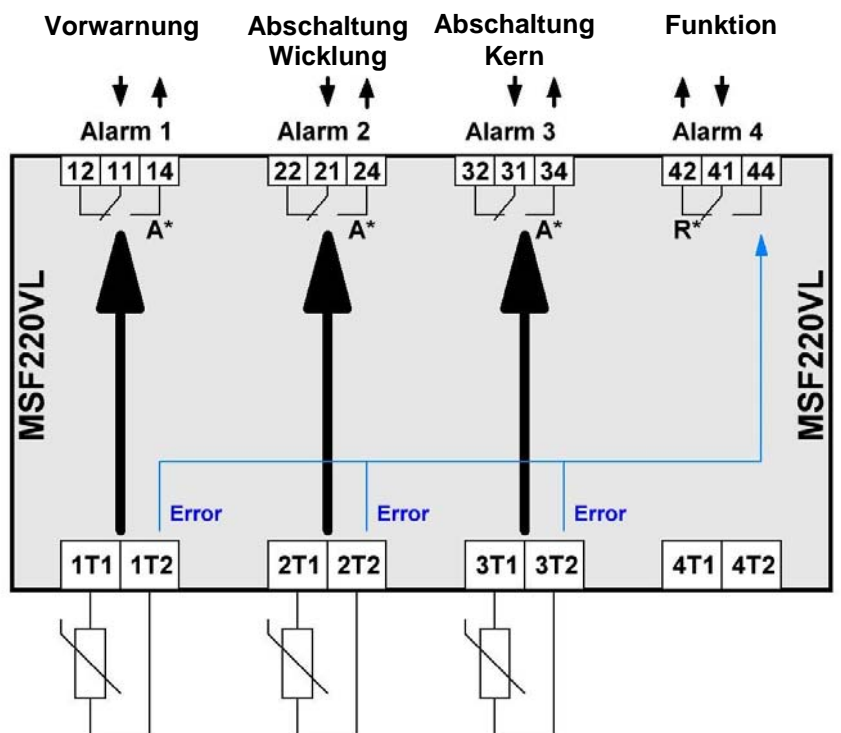 Vorwarnung
Abschaltung Wicklung
Abschaltung Kern
Funktion
Alarm 1
Alarm 2
Alarm 3
Alarm 4
12 11 14
22 21 24
32 31 34
42 41 44
A*
A*
A*
R*
MSF220VL
MSF220VL
Error
Error
Error
1T1 1T2
2T1 2T2
3T1 3T2
4T1 4T2